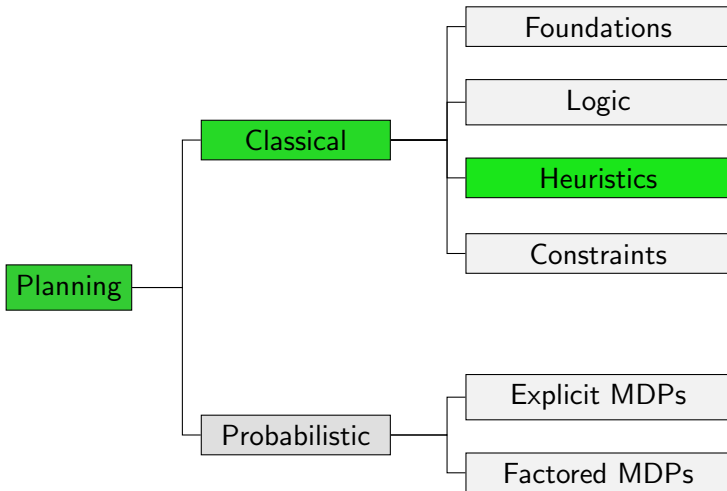 Foundations
Logic
Classical
Heuristics
Constraints
Planning
Explicit MDPs
Probabilistic
Factored MDPs